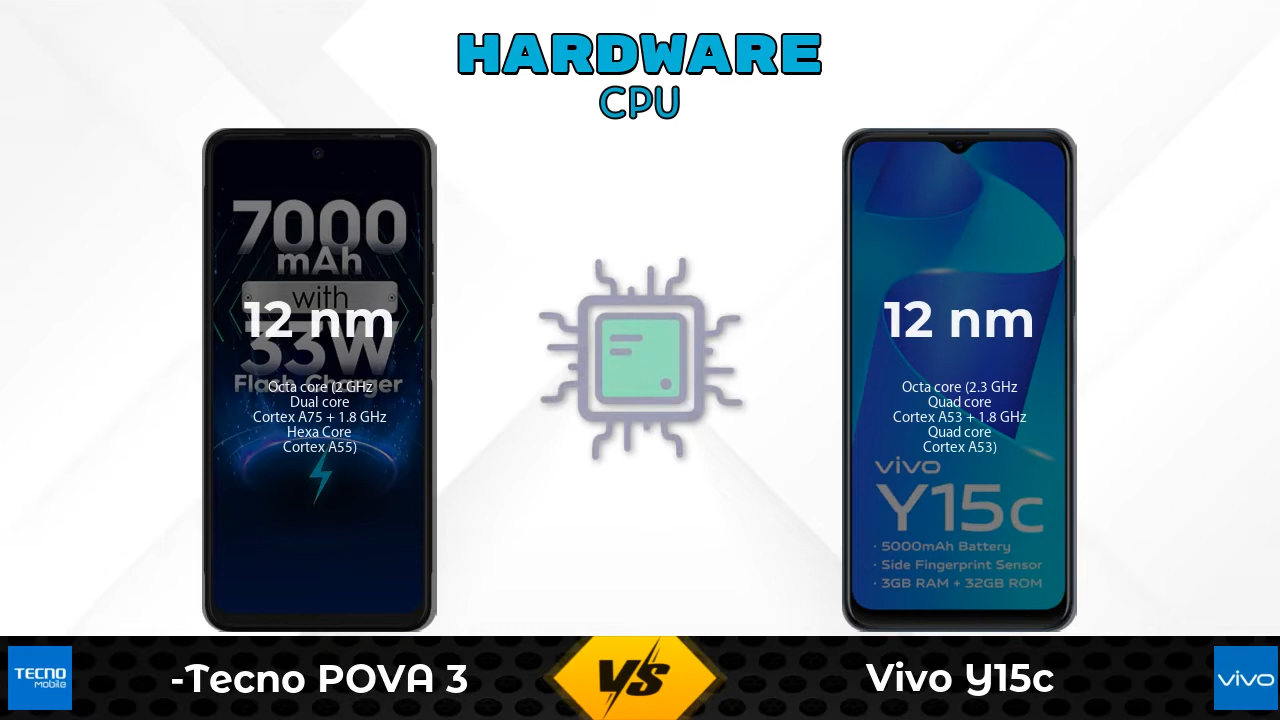 HARDWARE
CPU
7000
mAh
with
12 nm
33W
Flash Charger
Octa core (2 GHz
Dual core
Cortex A75 + 1.8 GHz
Hexa Core
Cortex A55)
12 nm
Octa core (2.3 GHz
Quad core
Cortex A53 + 1.8 GHz
Quad core
Cortex A53)
vivo
Y15c
· 5000mAh Battery
· Side Fingerprint Sensor
· 3GB RAM + 32GB ROM
TECNO
mobile
-Tecno POVA 3
VS
Vivo Y15c
vivo